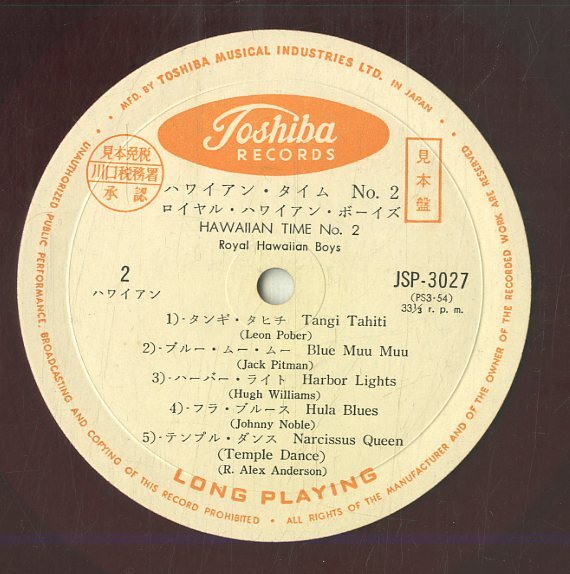 MFD. BY TOSHIBA MUSICAL INDUSTRIES LTD. IN JAPAN
Toshiba
RECORDS
見本発税
川口税務署
承認
見本盤
ハワイアン・タイム No. 2
ロイヤル・ハワイアン・ボーイズ
HAWAIIAN TIME No. 2
Royal Hawaiian Boys
2
ハワイアン
JSP-3027
(PS3-54)
33⅓ r. p. m.
1)-タンギ・タヒチ Tangi Tahiti
(Leon Pober)
2)-ブルー・ムー・ムー Blue Muu Muu
(Jack Pitman)
3)-ハーバー・ライト Harbor Lights
(Hugh Williams)
4)-フラ・ブルース Hula Blues
(Johnny Noble)
5)-テンプル・ダンス Narcissus Queen
(Temple Dance)
(R. Alex Anderson)
LONG PLAYING
UNAUTHORIZED PUBLIC PERFORMANCE, BROADCASTING AND COPYING OF THIS RECORD PROHIBITED • ALL RIGHTS OF THE MANUFACTURER AND OF THE OWNER OF THE RECORDED WORK ARE RESERVED